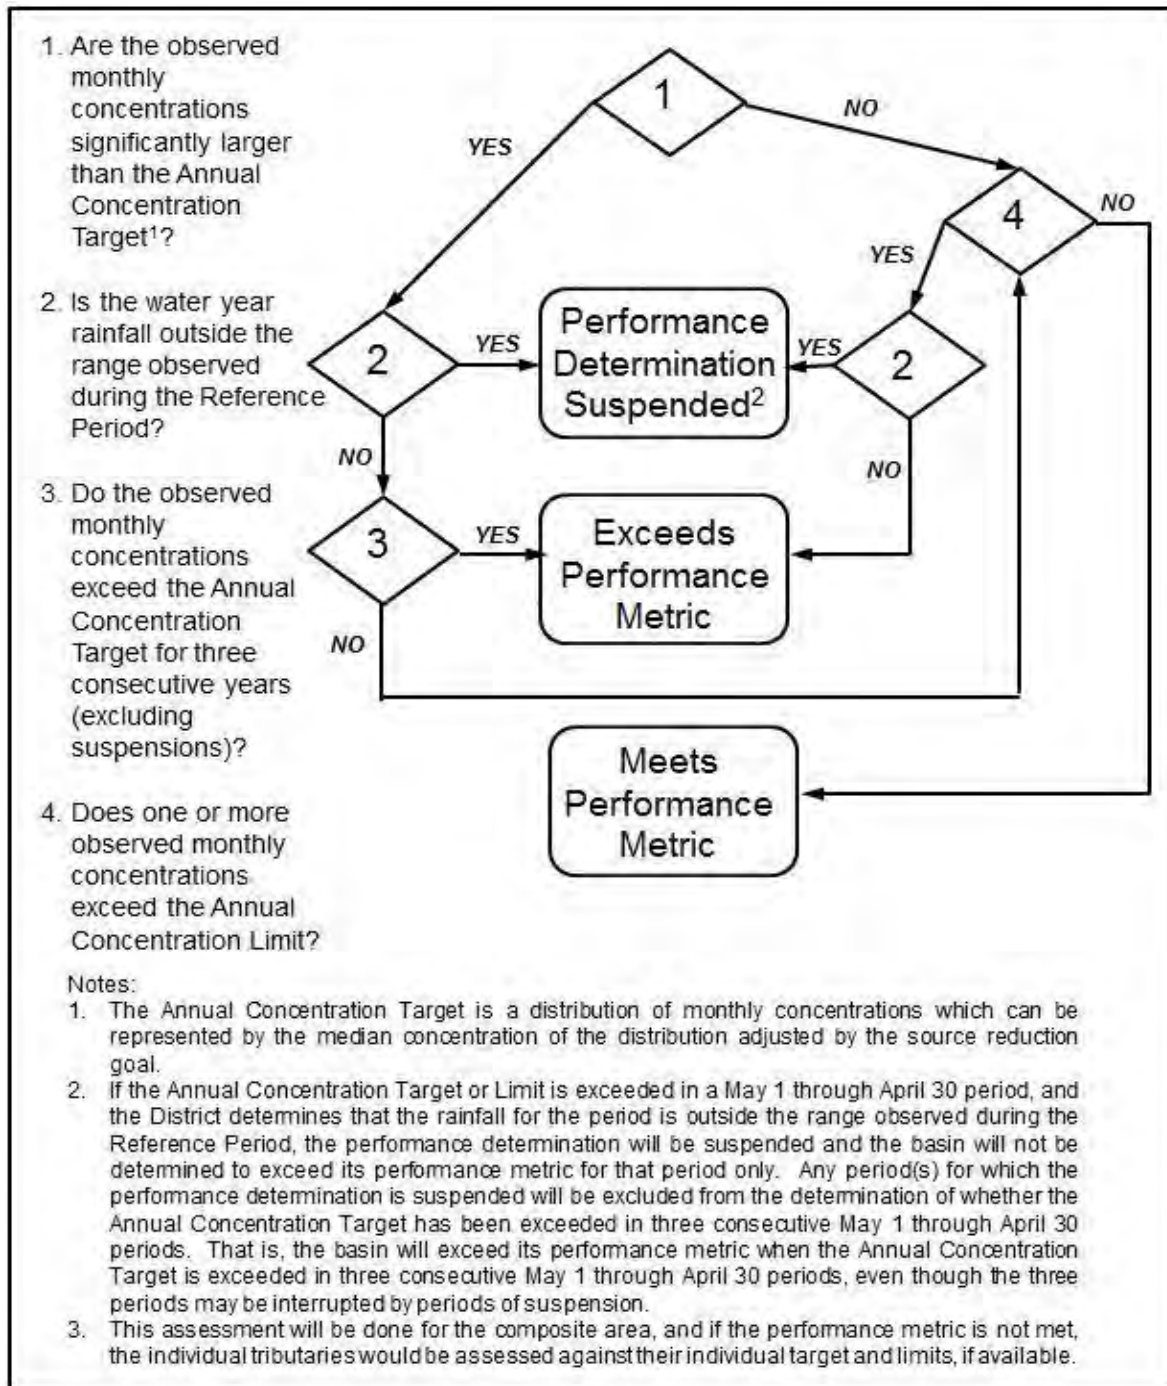 1. Are the observed
monthly
concentrations
significantly larger
than the Annual
Concentration
Target¹?
2. Is the water year
rainfall outside the
range observed
during the Reference
Period?
3. Do the observed
monthly
concentrations
exceed the Annual
Concentration
Target for three
consecutive years
(excluding
suspensions)?
4. Does one or more
observed monthly
concentrations
exceed the Annual
Concentration Limit?
1
YES
NO
4
NO
YES
2
YES
Performance
Determination
Suspended²
YES
2
NO
NO
3
YES
Exceeds
Performance
Metric
NO
Meets
Performance
Metric
Notes:
1. The Annual Concentration Target is a distribution of monthly concentrations which can be
represented by the median concentration of the distribution adjusted by the source reduction
goal.
2. If the Annual Concentration Target or Limit is exceeded in a May 1 through April 30 period, and
the District determines that the rainfall for the period is outside the range observed during the
Reference Period, the performance determination will be suspended and the basin will not be
determined to exceed its performance metric for that period only. Any period(s) for which the
performance determination is suspended will be excluded from the determination of whether the
Annual Concentration Target has been exceeded in three consecutive May 1 through April 30
periods. That is, the basin will exceed its performance metric when the Annual Concentration
Target is exceeded in three consecutive May 1 through April 30 periods, even though the three
periods may be interrupted by periods of suspension.
3. This assessment will be done for the composite area, and if the performance metric is not met,
the individual tributaries would be assessed against their individual target and limits, if available.